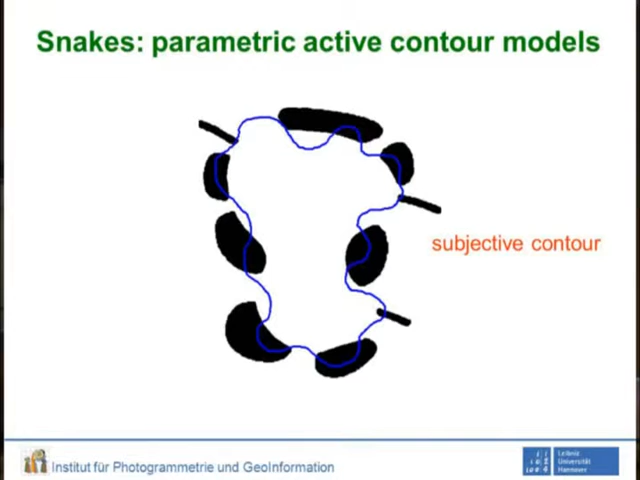 Snakes: parametric active contour models
subjective contour
Institut für Photogrammetrie und GeoInformation
Leibniz
Universität
Hannover